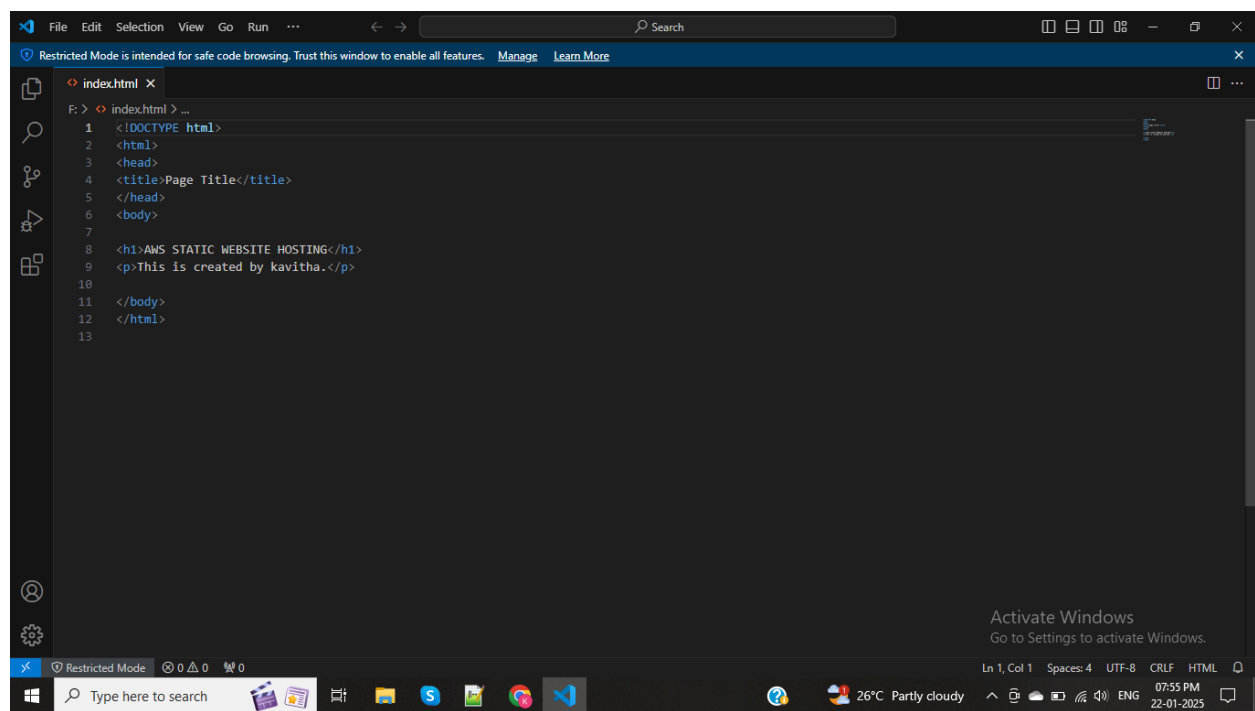 File Edit Selection View Go Run ··· Search
Restricted Mode is intended for safe code browsing. Trust this window to enable all features. Manage Learn More
index.html
F: > index.html > ...
1 <!DOCTYPE html>
2 <html>
3 <head>
4 <title>Page Title</title>
5 </head>
6 <body>
7
8 <h1>AWS STATIC WEBSITE HOSTING</h1>
9 <p>This is created by kavitha.</p>
10
11 </body>
12 </html>
13
Activate Windows
Go to Settings to activate Windows.
Restricted Mode 0 0 0 Ln 1, Col 1 Spaces: 4 UTF-8 CRLF HTML
Type here to search 26°C Partly cloudy ENG 07:55 PM
22-01-2025